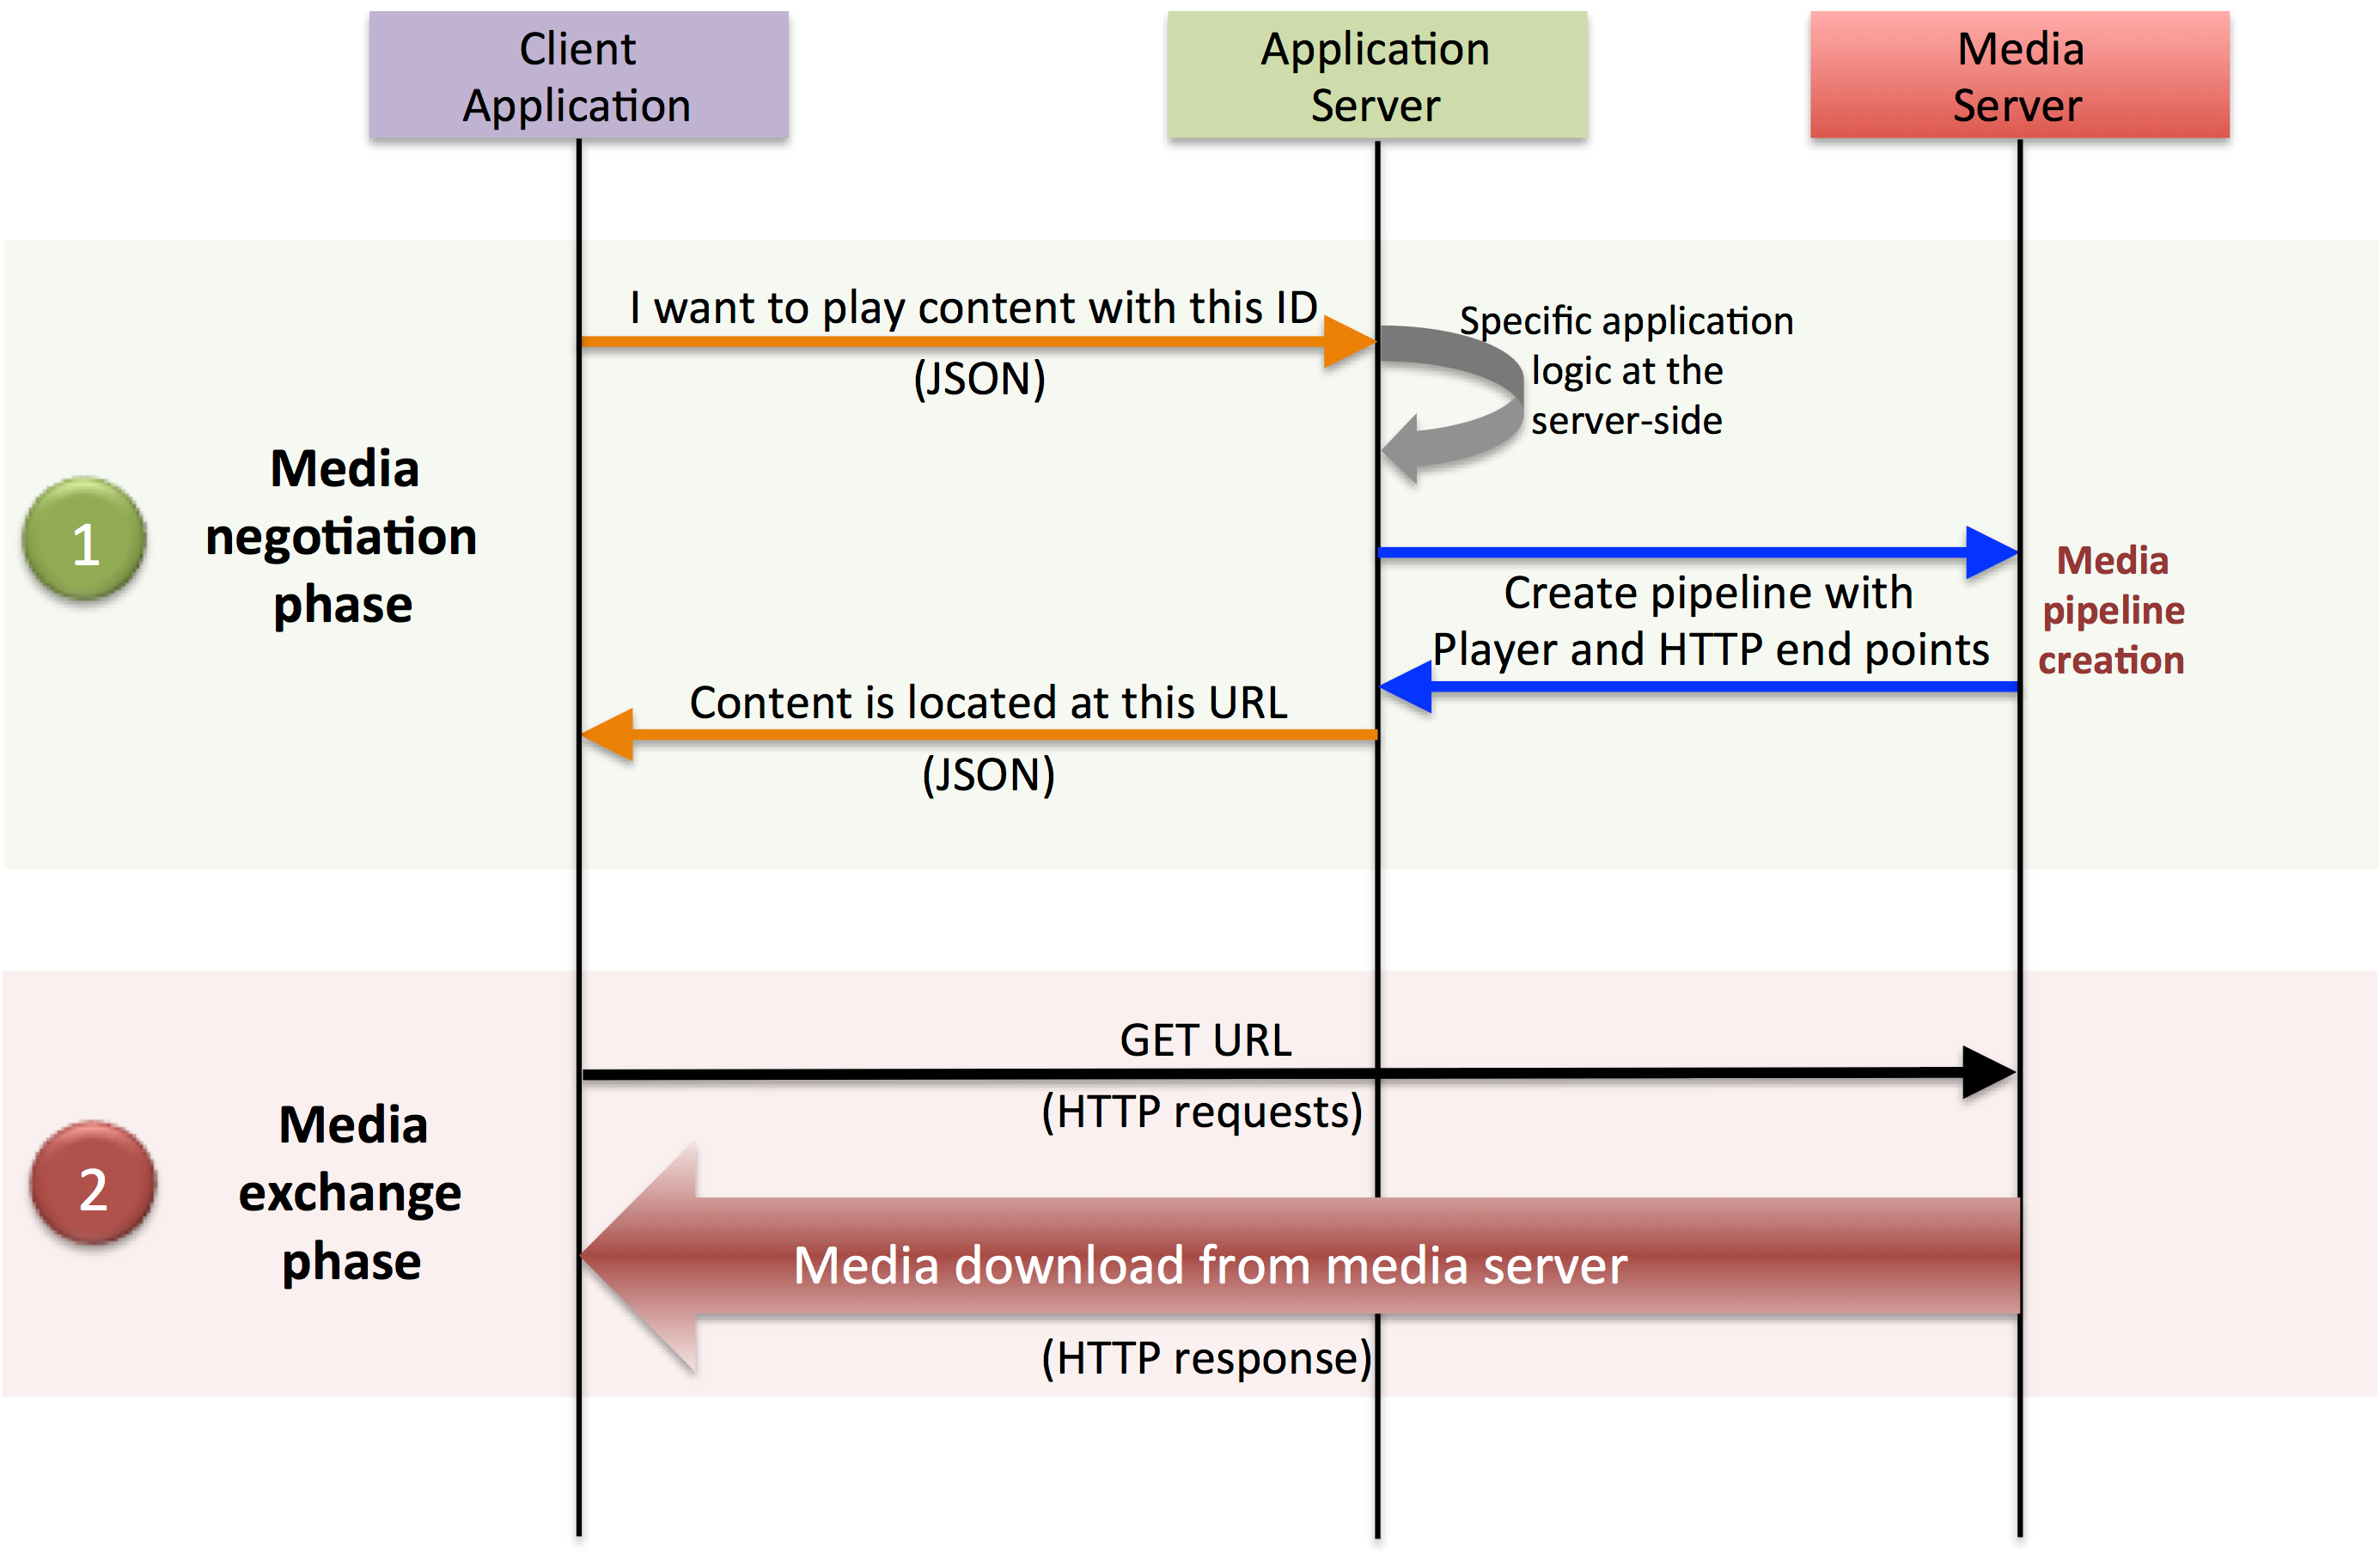 Client
Application
Application
Server
Media
Server
I want to play content with this ID
(JSON)
Specific application
logic at the
server-side
1
Media
negotiation
phase
Create pipeline with
Player and HTTP end points
Media
pipeline
creation
Content is located at this URL
(JSON)
2
Media
exchange
phase
GET URL
(HTTP requests)
Media download from media server
(HTTP response)